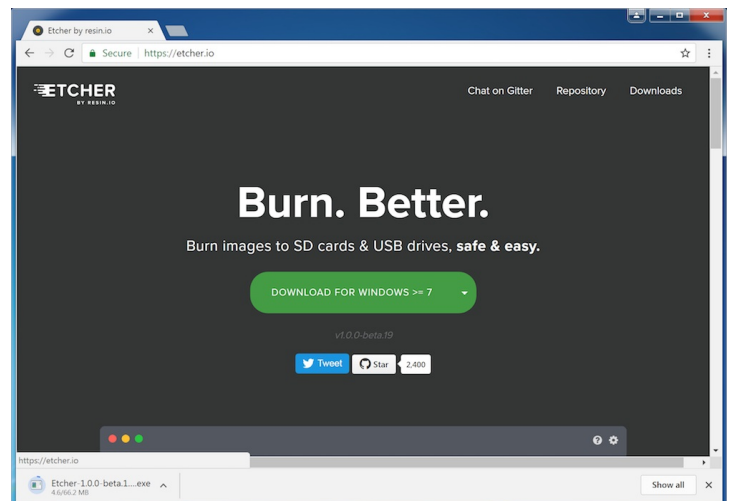 Etcher by resin.io
Secure https://etcher.io
ETCHER
BY RESIN.IO
Chat on Gitter Repository Downloads
Burn. Better.
Burn images to SD cards & USB drives, safe & easy.
DOWNLOAD FOR WINDOWS >= 7
v1.0.0-beta.19
Tweet Star 2,400
https://etcher.io
Etcher-1.0.0-beta.1....exe
4.6/66.2 MB
Show all